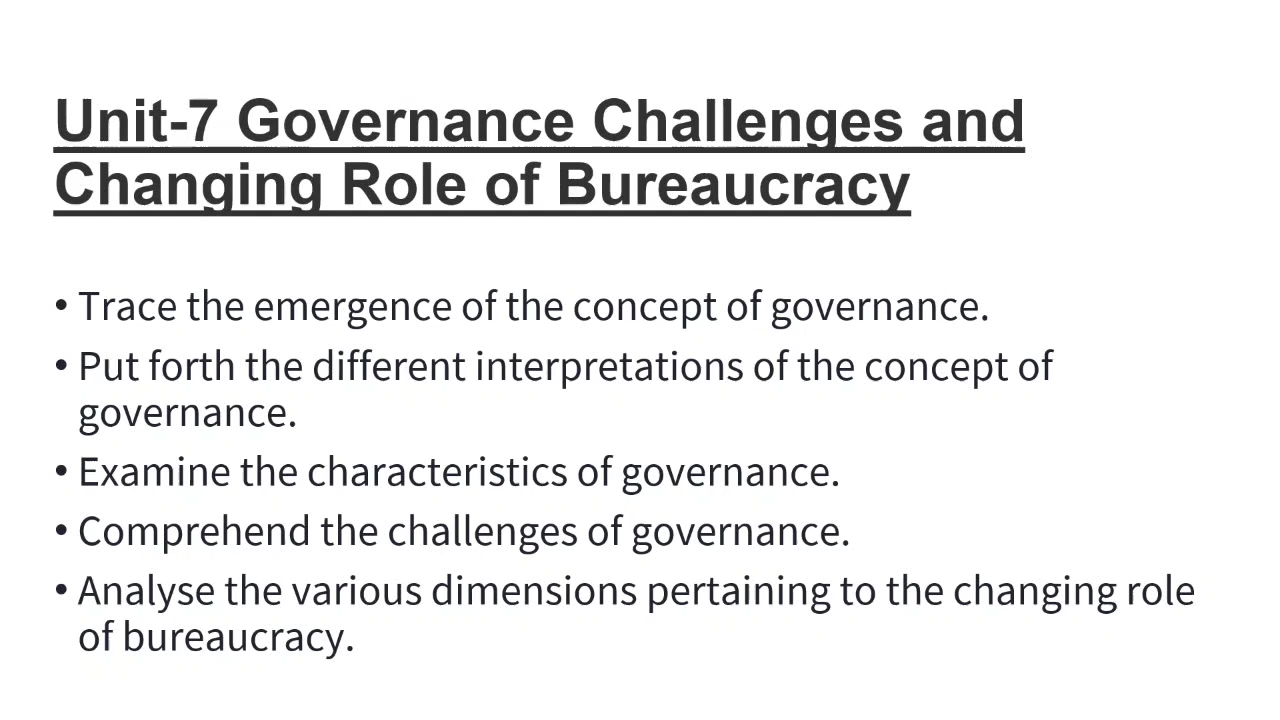 Unit-7 Governance Challenges and
Changing Role of Bureaucracy
• Trace the emergence of the concept of governance.
• Put forth the different interpretations of the concept of
governance.
• Examine the characteristics of governance.
• Comprehend the challenges of governance.
• Analyse the various dimensions pertaining to the changing role
of bureaucracy.